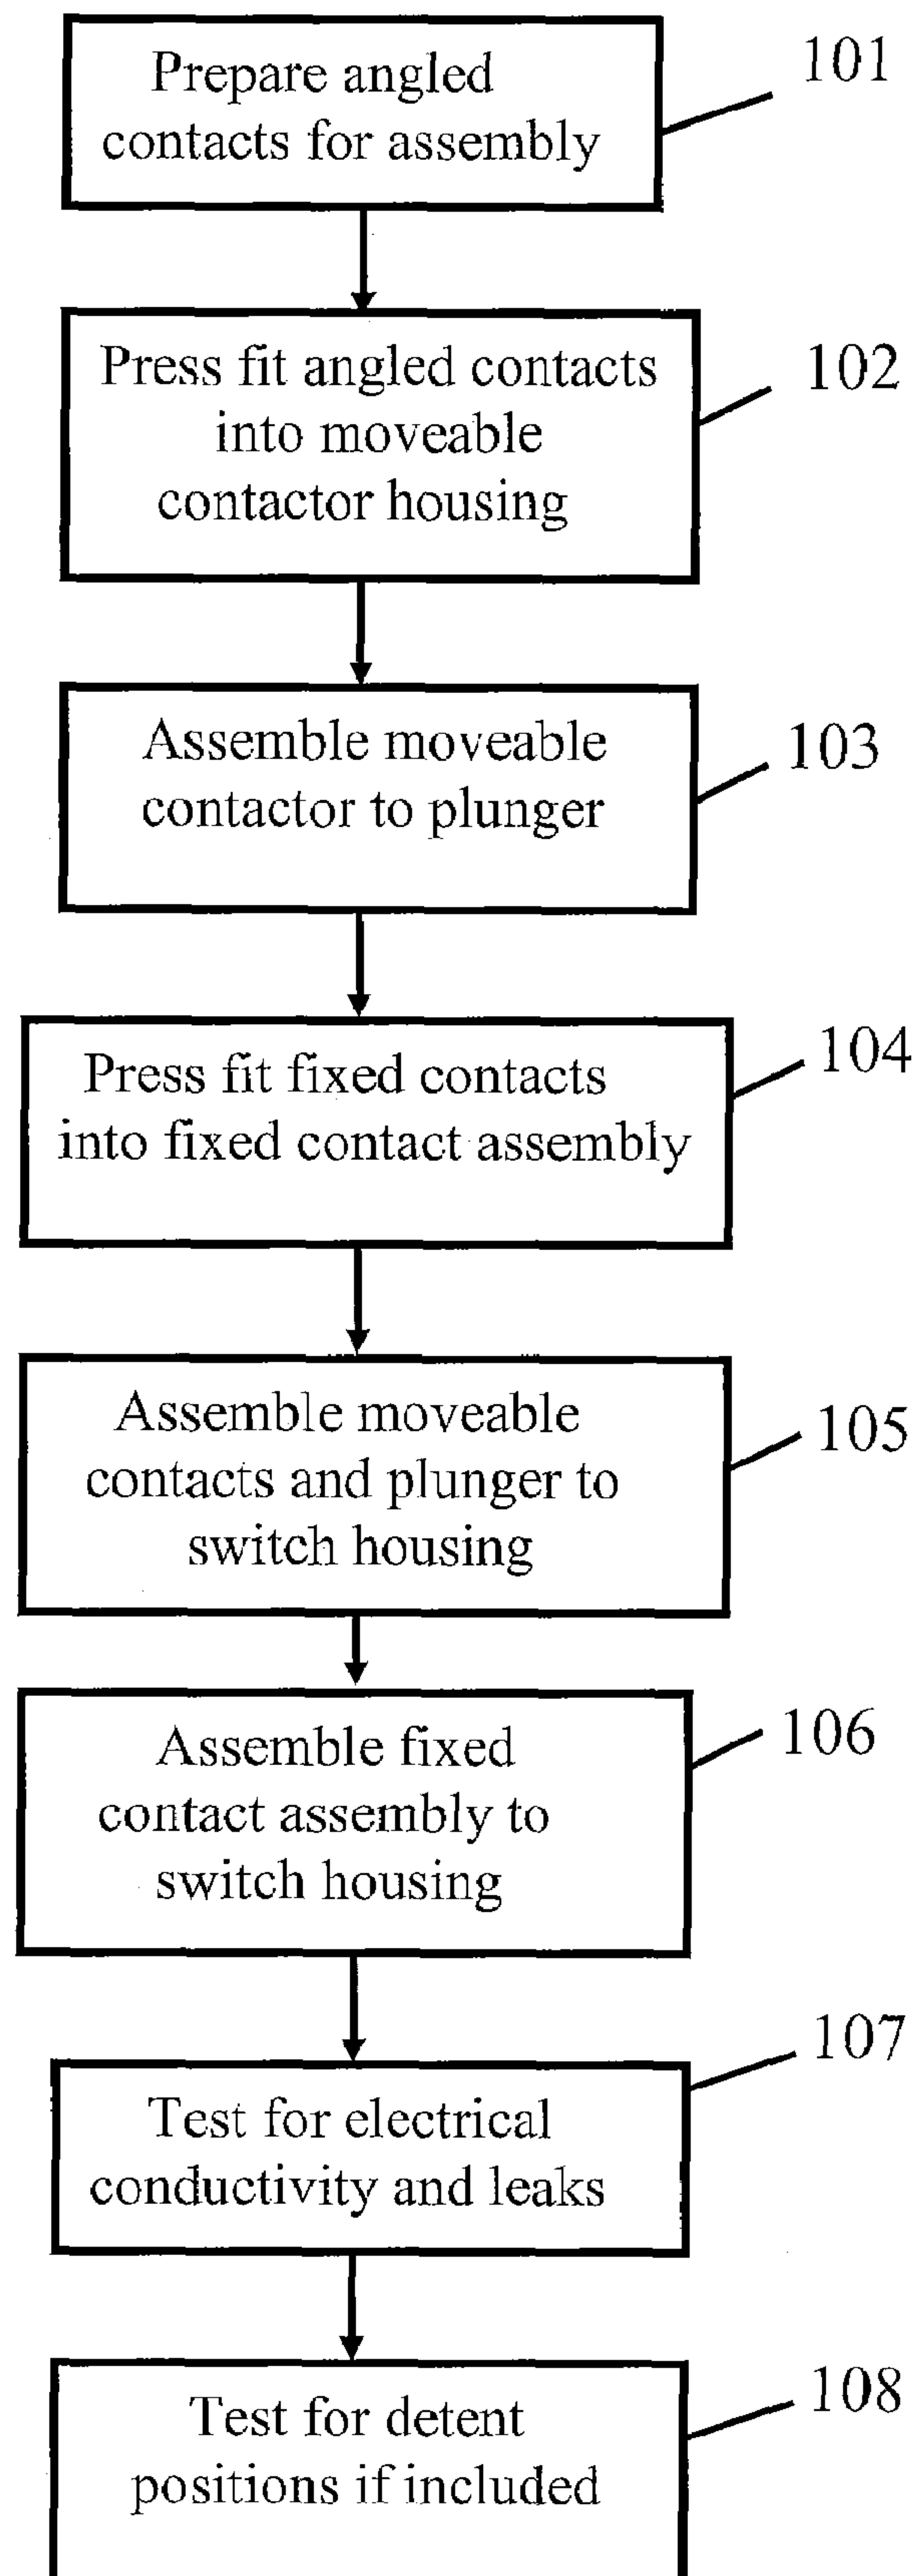 Prepare angled
contacts for assembly
101
Press fit angled contacts
into moveable
contactor housing
102
Assemble moveable
contactor to plunger
103
Press fit fixed contacts
into fixed contact assembly
104
Assemble moveable
contacts and plunger to
switch housing
105
Assemble fixed
contact assembly to
switch housing
106
Test for electrical
conductivity and leaks
107
Test for detent
positions if included
108